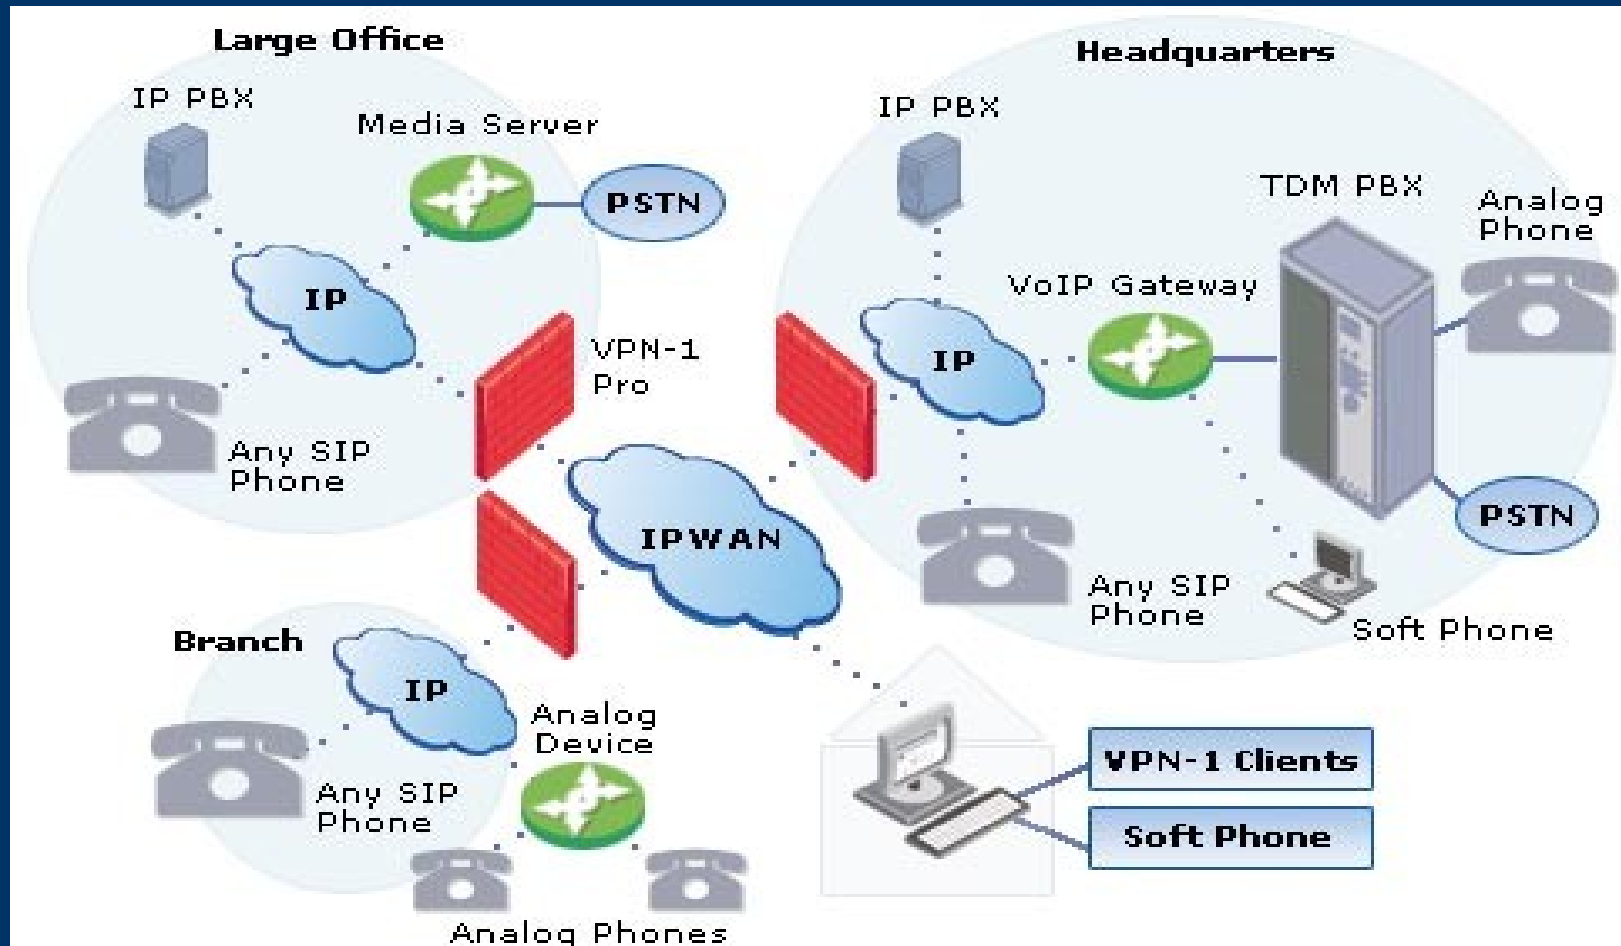 Large Office
IP PBX
Media Server
PSTN
IP
VPN-1
Pro
Any SIP
Phone
Headquarters
IP PBX
TDM PBX
Analog
Phone
VoIP Gateway
IP
PSTN
Any SIP
Phone
Soft Phone
IPWAN
Branch
IP
Analog
Device
Any SIP
Phone
Analog Phones
VPN-1 Clients
Soft Phone